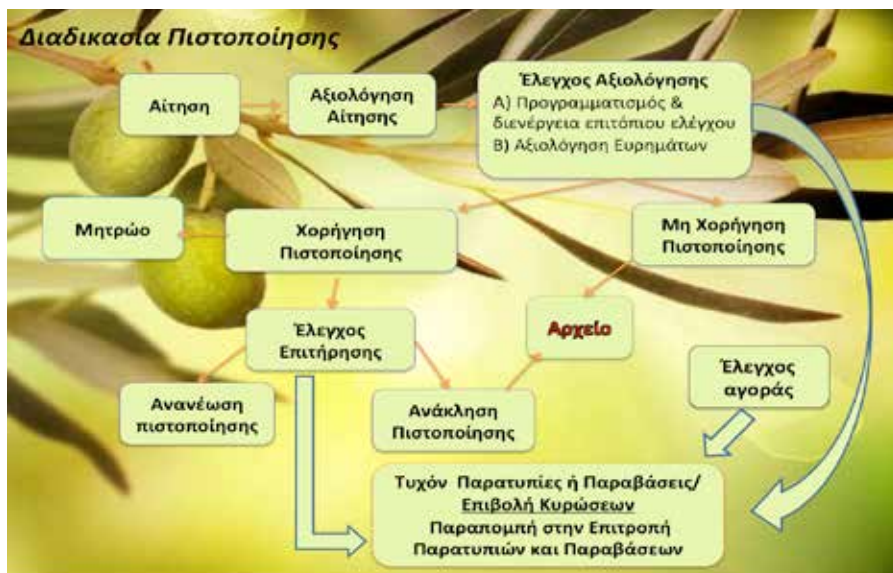 Διαδικασία Πιστοποίησης
Αίτηση
Αξιολόγηση
Αίτησης
Έλεγχος Αξιολόγησης
Α) Προγραμματισμός &
διενέργεια επιτόπιου ελέγχου
Β) Αξιολόγηση Ευρημάτων
Μητρώο
Χορήγηση
Πιστοποίησης
Μη Χορήγηση
Πιστοποίησης
Έλεγχος
Επιτήρησης
Αρχείο
Έλεγχος
αγοράς
Ανανέωση
πιστοποίησης
Ανάκληση
Πιστοποίησης
Τυχόν Παρατυπίες ή Παραβάσεις/
Επιβολή Κυρώσεων
Παραπομπή στην Επιτροπή
Παρατυπιών και Παραβάσεων